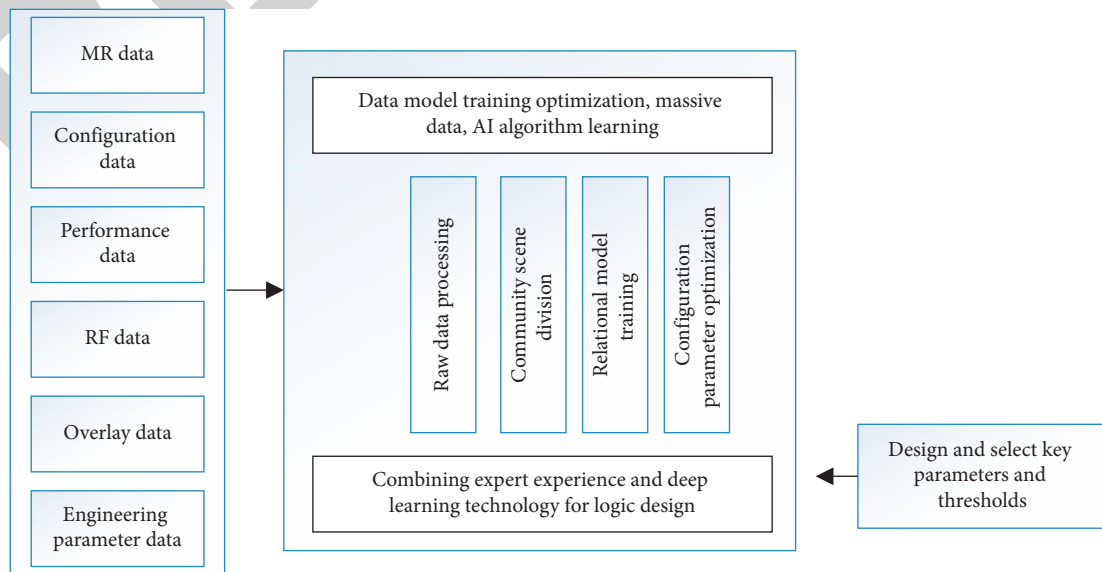 MR data
Configuration
data
Performance
data
RF data
Overlay data
Engineering
parameter data
Data model training optimization, massive
data, AI algorithm learning
Raw data processing
Community scene
division
Relational model
training
Configuration
parameter optimization
Combining expert experience and deep
learning technology for logic design
Design and select key
parameters and
thresholds